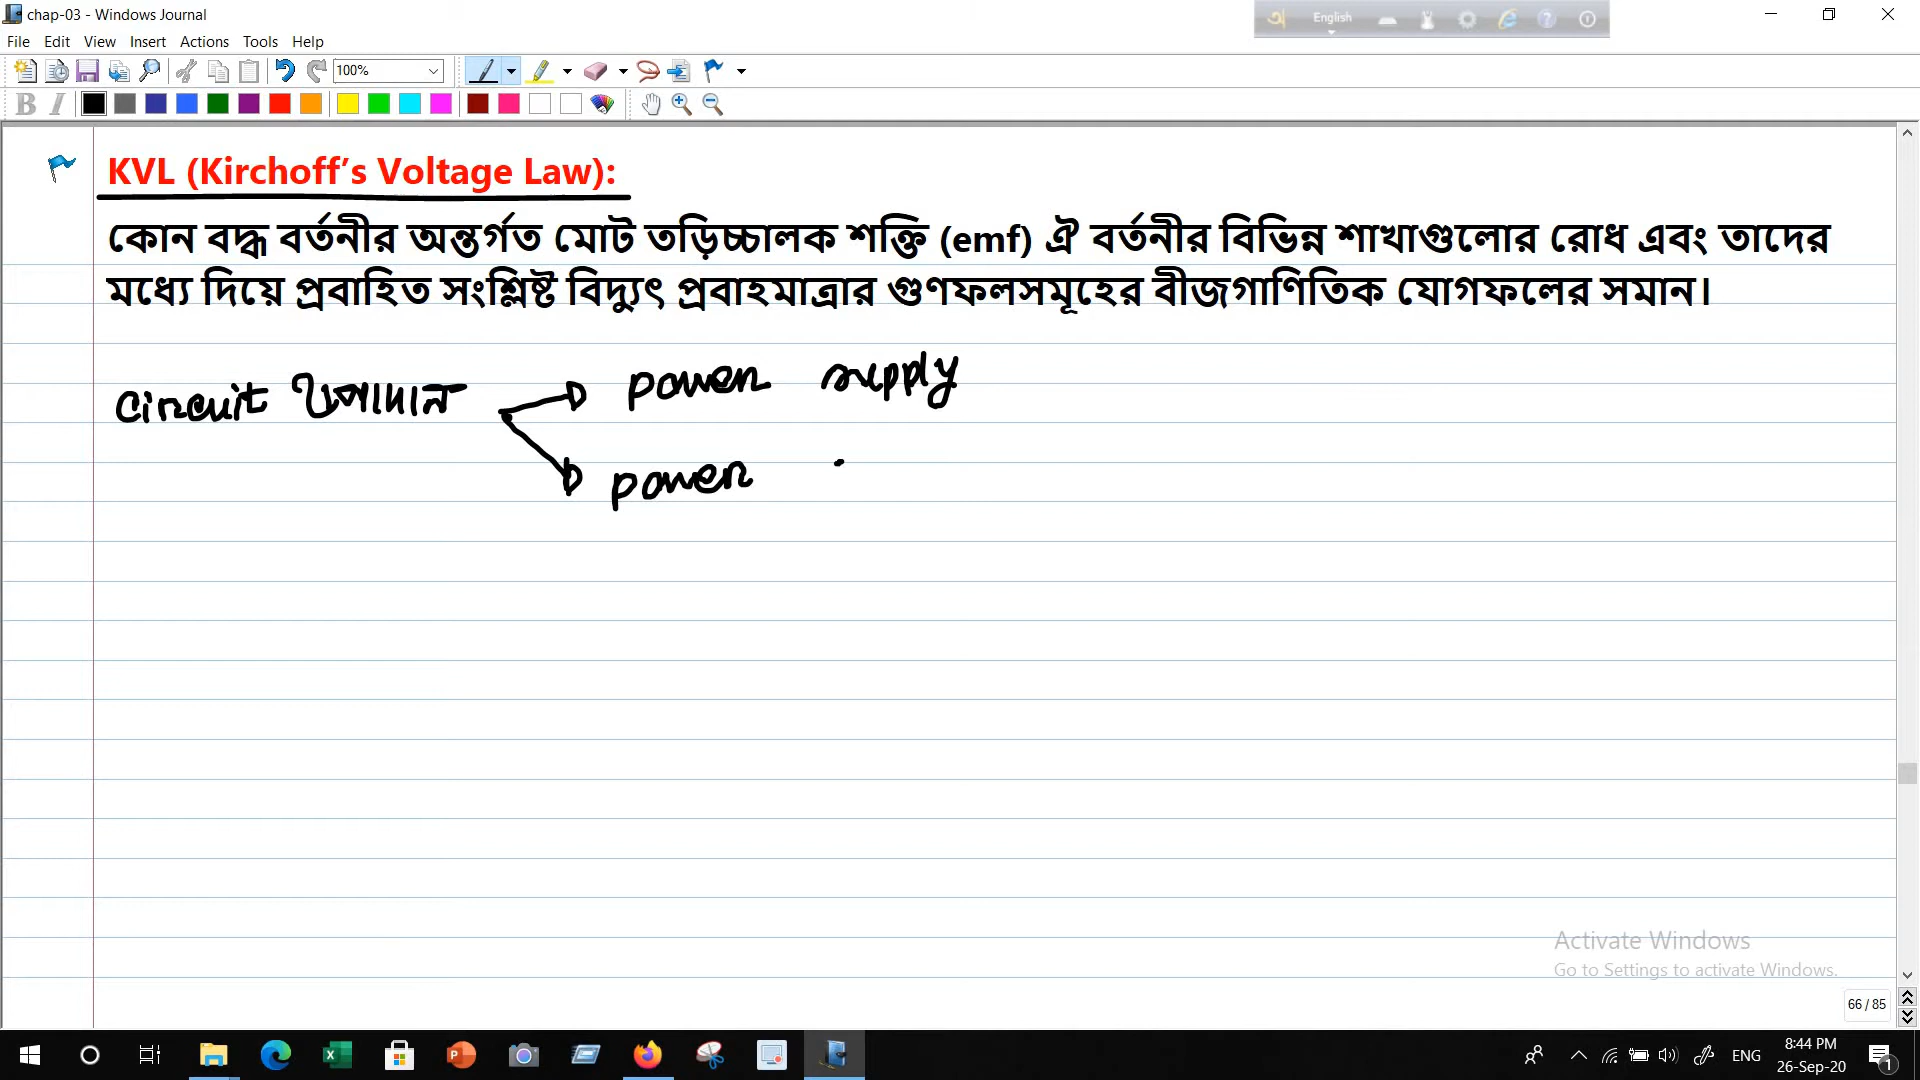 chap-03 - Windows Journal
English
File Edit View Insert Actions Tools Help
100%
B I
KVL (Kirchoff’s Voltage Law):
কোন বদ্ধ বর্তনীর অন্তর্গত মোট তড়িচ্চালক শক্তি (emf) ঐ বর্তনীর বিভিন্ন শাখাগুলোর রোধ এবং তাদের
মধ্যে দিয়ে প্রবাহিত সংশ্লিষ্ট বিদ্যুৎ প্রবাহমাত্রার গুণফলসমূহের বীজগাণিতিক যোগফলের সমান।
circuit উপাদান power supply
power
Activate Windows
Go to Settings to activate Windows.
66 / 85
ENG
8:44 PM
26-Sep-20
1